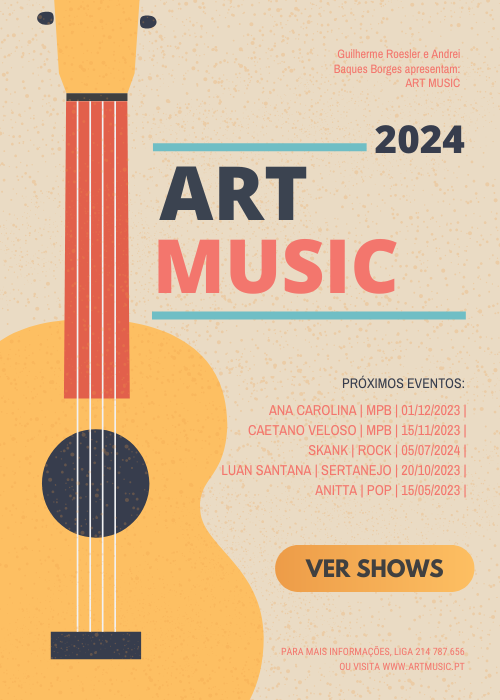 Guilherme Roesler e Andrei
Baques Borges apresentam:
ART MUSIC
2024
ART
MUSIC
PRÓXIMOS EVENTOS:
ANA CAROLINA | MPB | 01/12/2023 |
CAETANO VELOSO | MPB | 15/11/2023 |
SKANK | ROCK | 05/07/2024 |
LUAN SANTANA | SERTANEJO | 20/10/2023 |
ANITTA | POP | 15/05/2023 |
VER SHOWS
PARA MAIS INFORMAÇÕES, LIGA 214 767 656
OU VISITA WWW.ARTMUSIC.PT